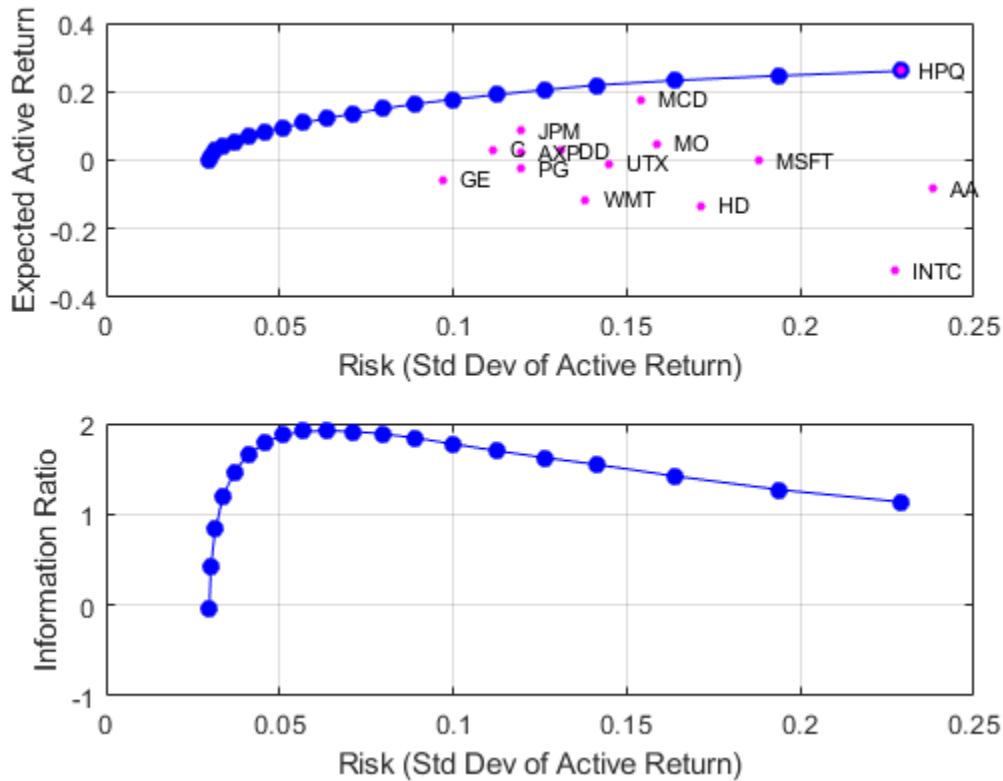 Expected Active Return
0.4
0.2
0
-0.2
-0.4
HPQ
MCD
JPM
C
AXP
DD
MO
PG
UTX
MSFT
GE
AA
WMT
HD
INTC
0
0.05
0.1
0.15
0.2
0.25
Risk (Std Dev of Active Return)
Information Ratio
2
1
0
-1
0
0.05
0.1
0.15
0.2
0.25
Risk (Std Dev of Active Return)